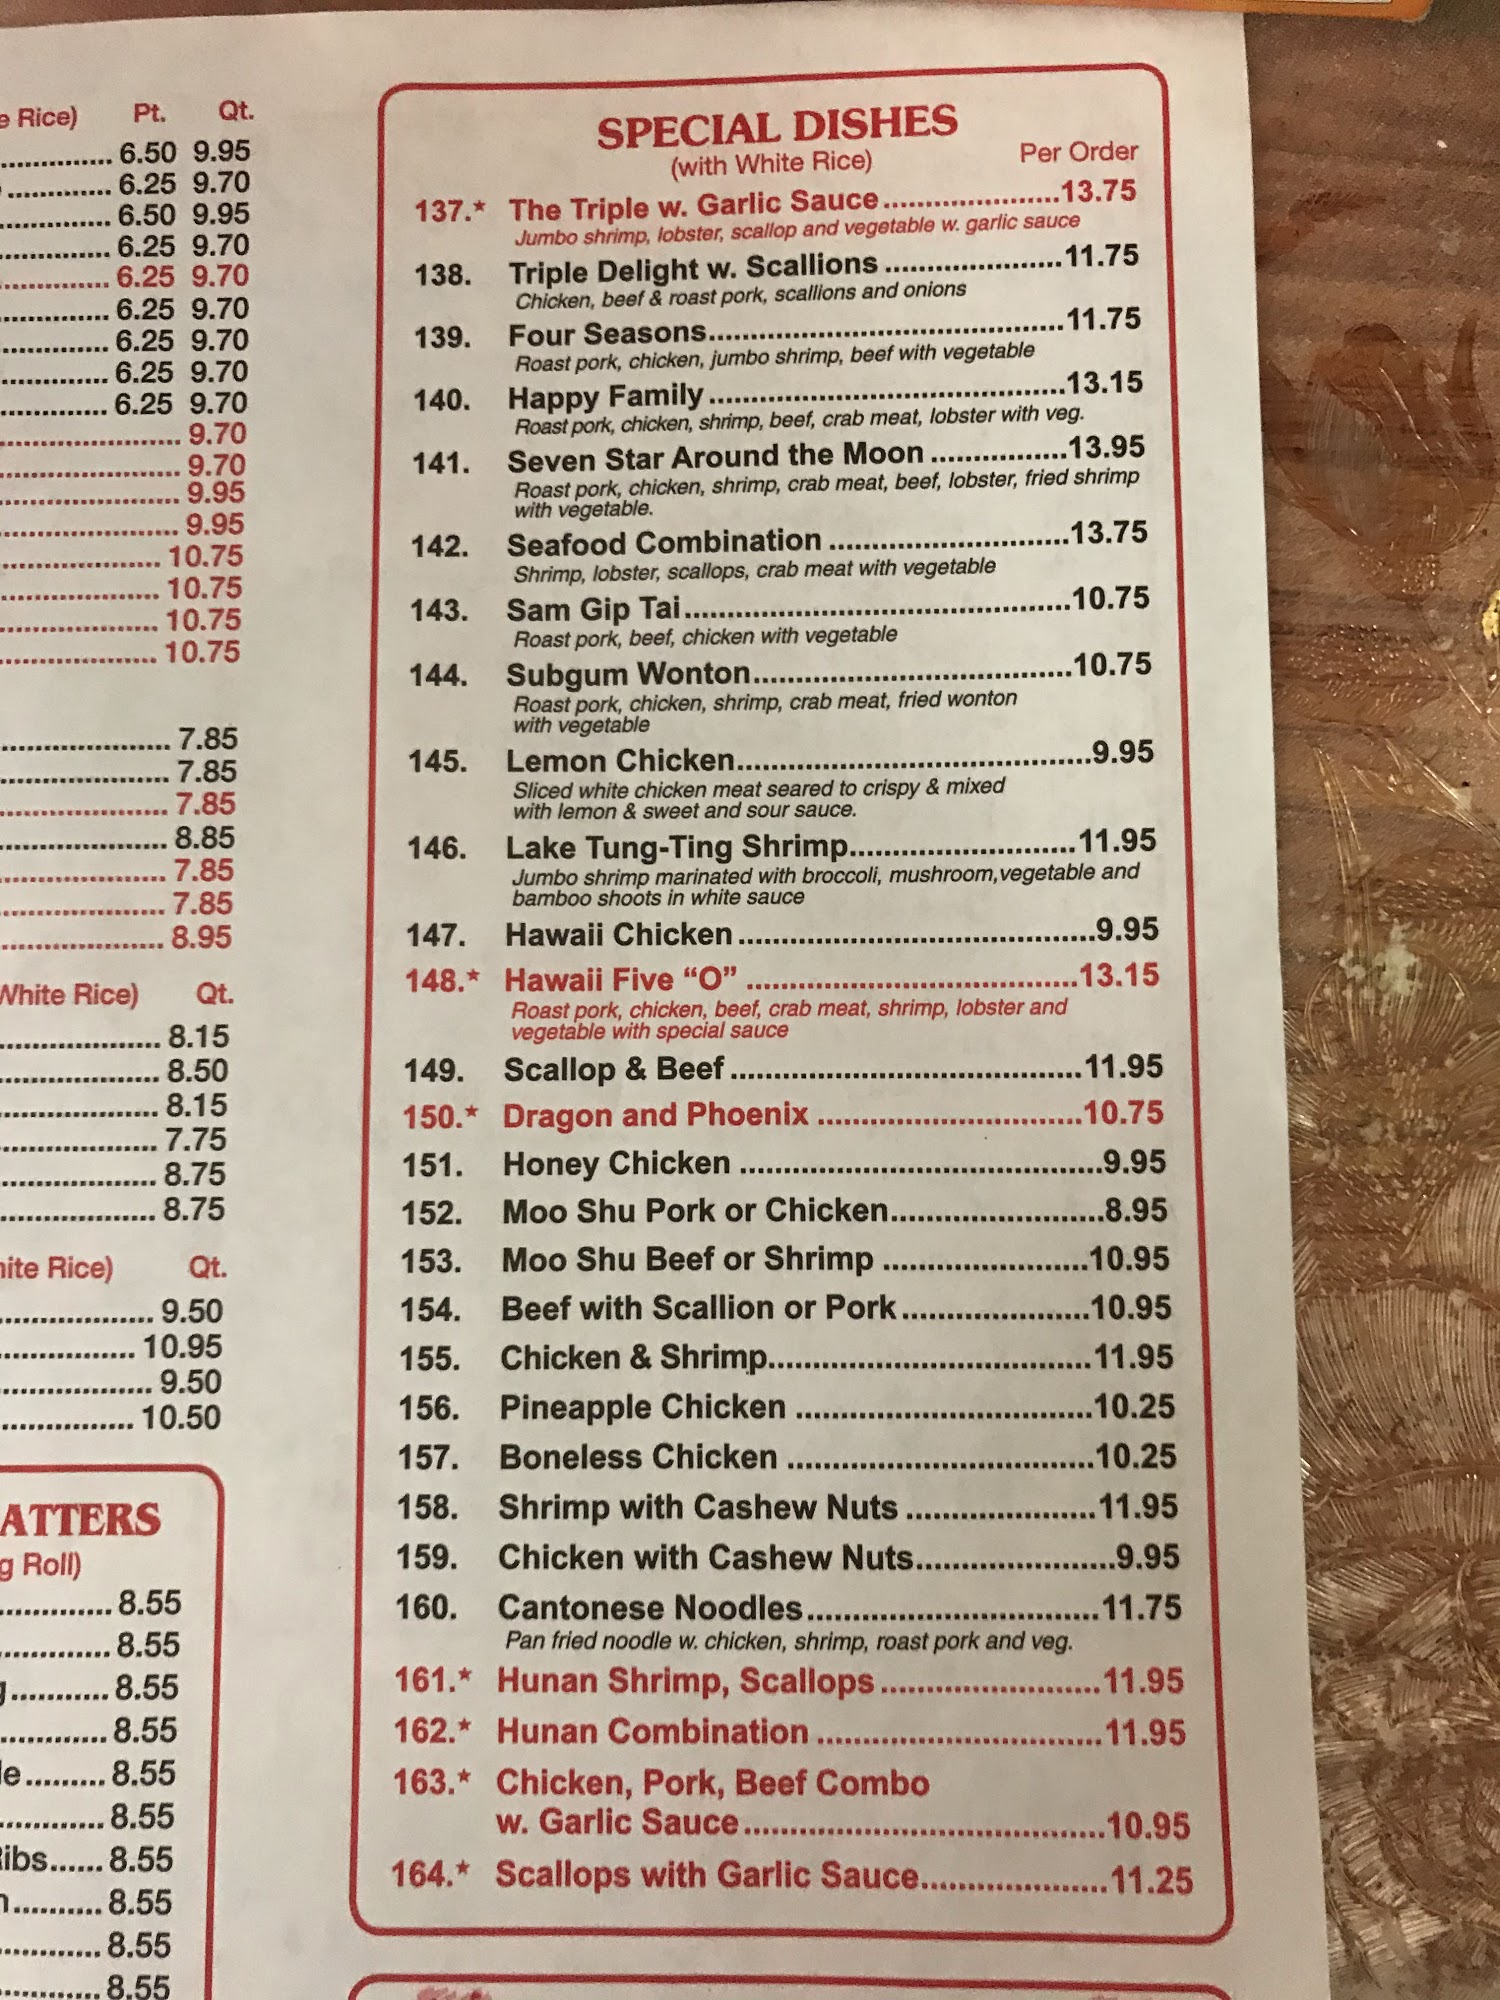 e Rice) Pt. Qt.
6.50 9.95
6.25 9.70
6.50 9.95
6.25 9.70
6.25 9.70
6.25 9.70
6.25 9.70
6.25 9.70
6.25 9.70
9.70
9.70
9.95
9.95
10.75
10.75
10.75
10.75
7.85
7.85
7.85
8.85
7.85
7.85
8.95
White Rice) Qt.
8.15
8.50
8.15
7.75
8.75
8.75
ite Rice) Qt.
9.50
10.95
9.50
10.50
ATTERS
g Roll)
8.55
8.55
g...........8.55
8.55
le.........8.55
8.55
Ribs......8.55
n..........8.55
8.55
8.55
SPECIAL DISHES
(with White Rice) Per Order
137.* The Triple w. Garlic Sauce.....................13.75
Jumbo shrimp, lobster, scallop and vegetable w. garlic sauce
138. Triple Delight w. Scallions.....................11.75
Chicken, beef & roast pork, scallions and onions
139. Four Seasons..........................................11.75
Roast pork, chicken, jumbo shrimp, beef with vegetable
140. Happy Family..........................................13.15
Roast pork, chicken, shrimp, beef, crab meat, lobster with veg.
141. Seven Star Around the Moon................13.95
Roast pork, chicken, shrimp, crab meat, beef, lobster, fried shrimp
with vegetable.
142. Seafood Combination............................13.75
Shrimp, lobster, scallops, crab meat with vegetable
143. Sam Gip Tai.............................................10.75
Roast pork, beef, chicken with vegetable
144. Subgum Wonton.....................................10.75
Roast pork, chicken, shrimp, crab meat, fried wonton
with vegetable
145. Lemon Chicken.........................................9.95
Sliced white chicken meat seared to crispy & mixed
with lemon & sweet and sour sauce.
146. Lake Tung-Ting Shrimp..........................11.95
Jumbo shrimp marinated with broccoli, mushroom,vegetable and
bamboo shoots in white sauce
147. Hawaii Chicken.........................................9.95
148.* Hawaii Five “O”......................................13.15
Roast pork, chicken, beef, crab meat, shrimp, lobster and
vegetable with special sauce
149. Scallop & Beef.........................................11.95
150.* Dragon and Phoenix...............................10.75
151. Honey Chicken..........................................9.95
152. Moo Shu Pork or Chicken.........................8.95
153. Moo Shu Beef or Shrimp........................10.95
154. Beef with Scallion or Pork......................10.95
155. Chicken & Shrimp.....................................11.95
156. Pineapple Chicken..................................10.25
157. Boneless Chicken....................................10.25
158. Shrimp with Cashew Nuts......................11.95
159. Chicken with Cashew Nuts.......................9.95
160. Cantonese Noodles..................................11.75
Pan fried noodle w. chicken, shrimp, roast pork and veg.
161.* Hunan Shrimp, Scallops.........................11.95
162.* Hunan Combination.................................11.95
163.* Chicken, Pork, Beef Combo
w. Garlic Sauce.........................................10.95
164.* Scallops with Garlic Sauce.....................11.25